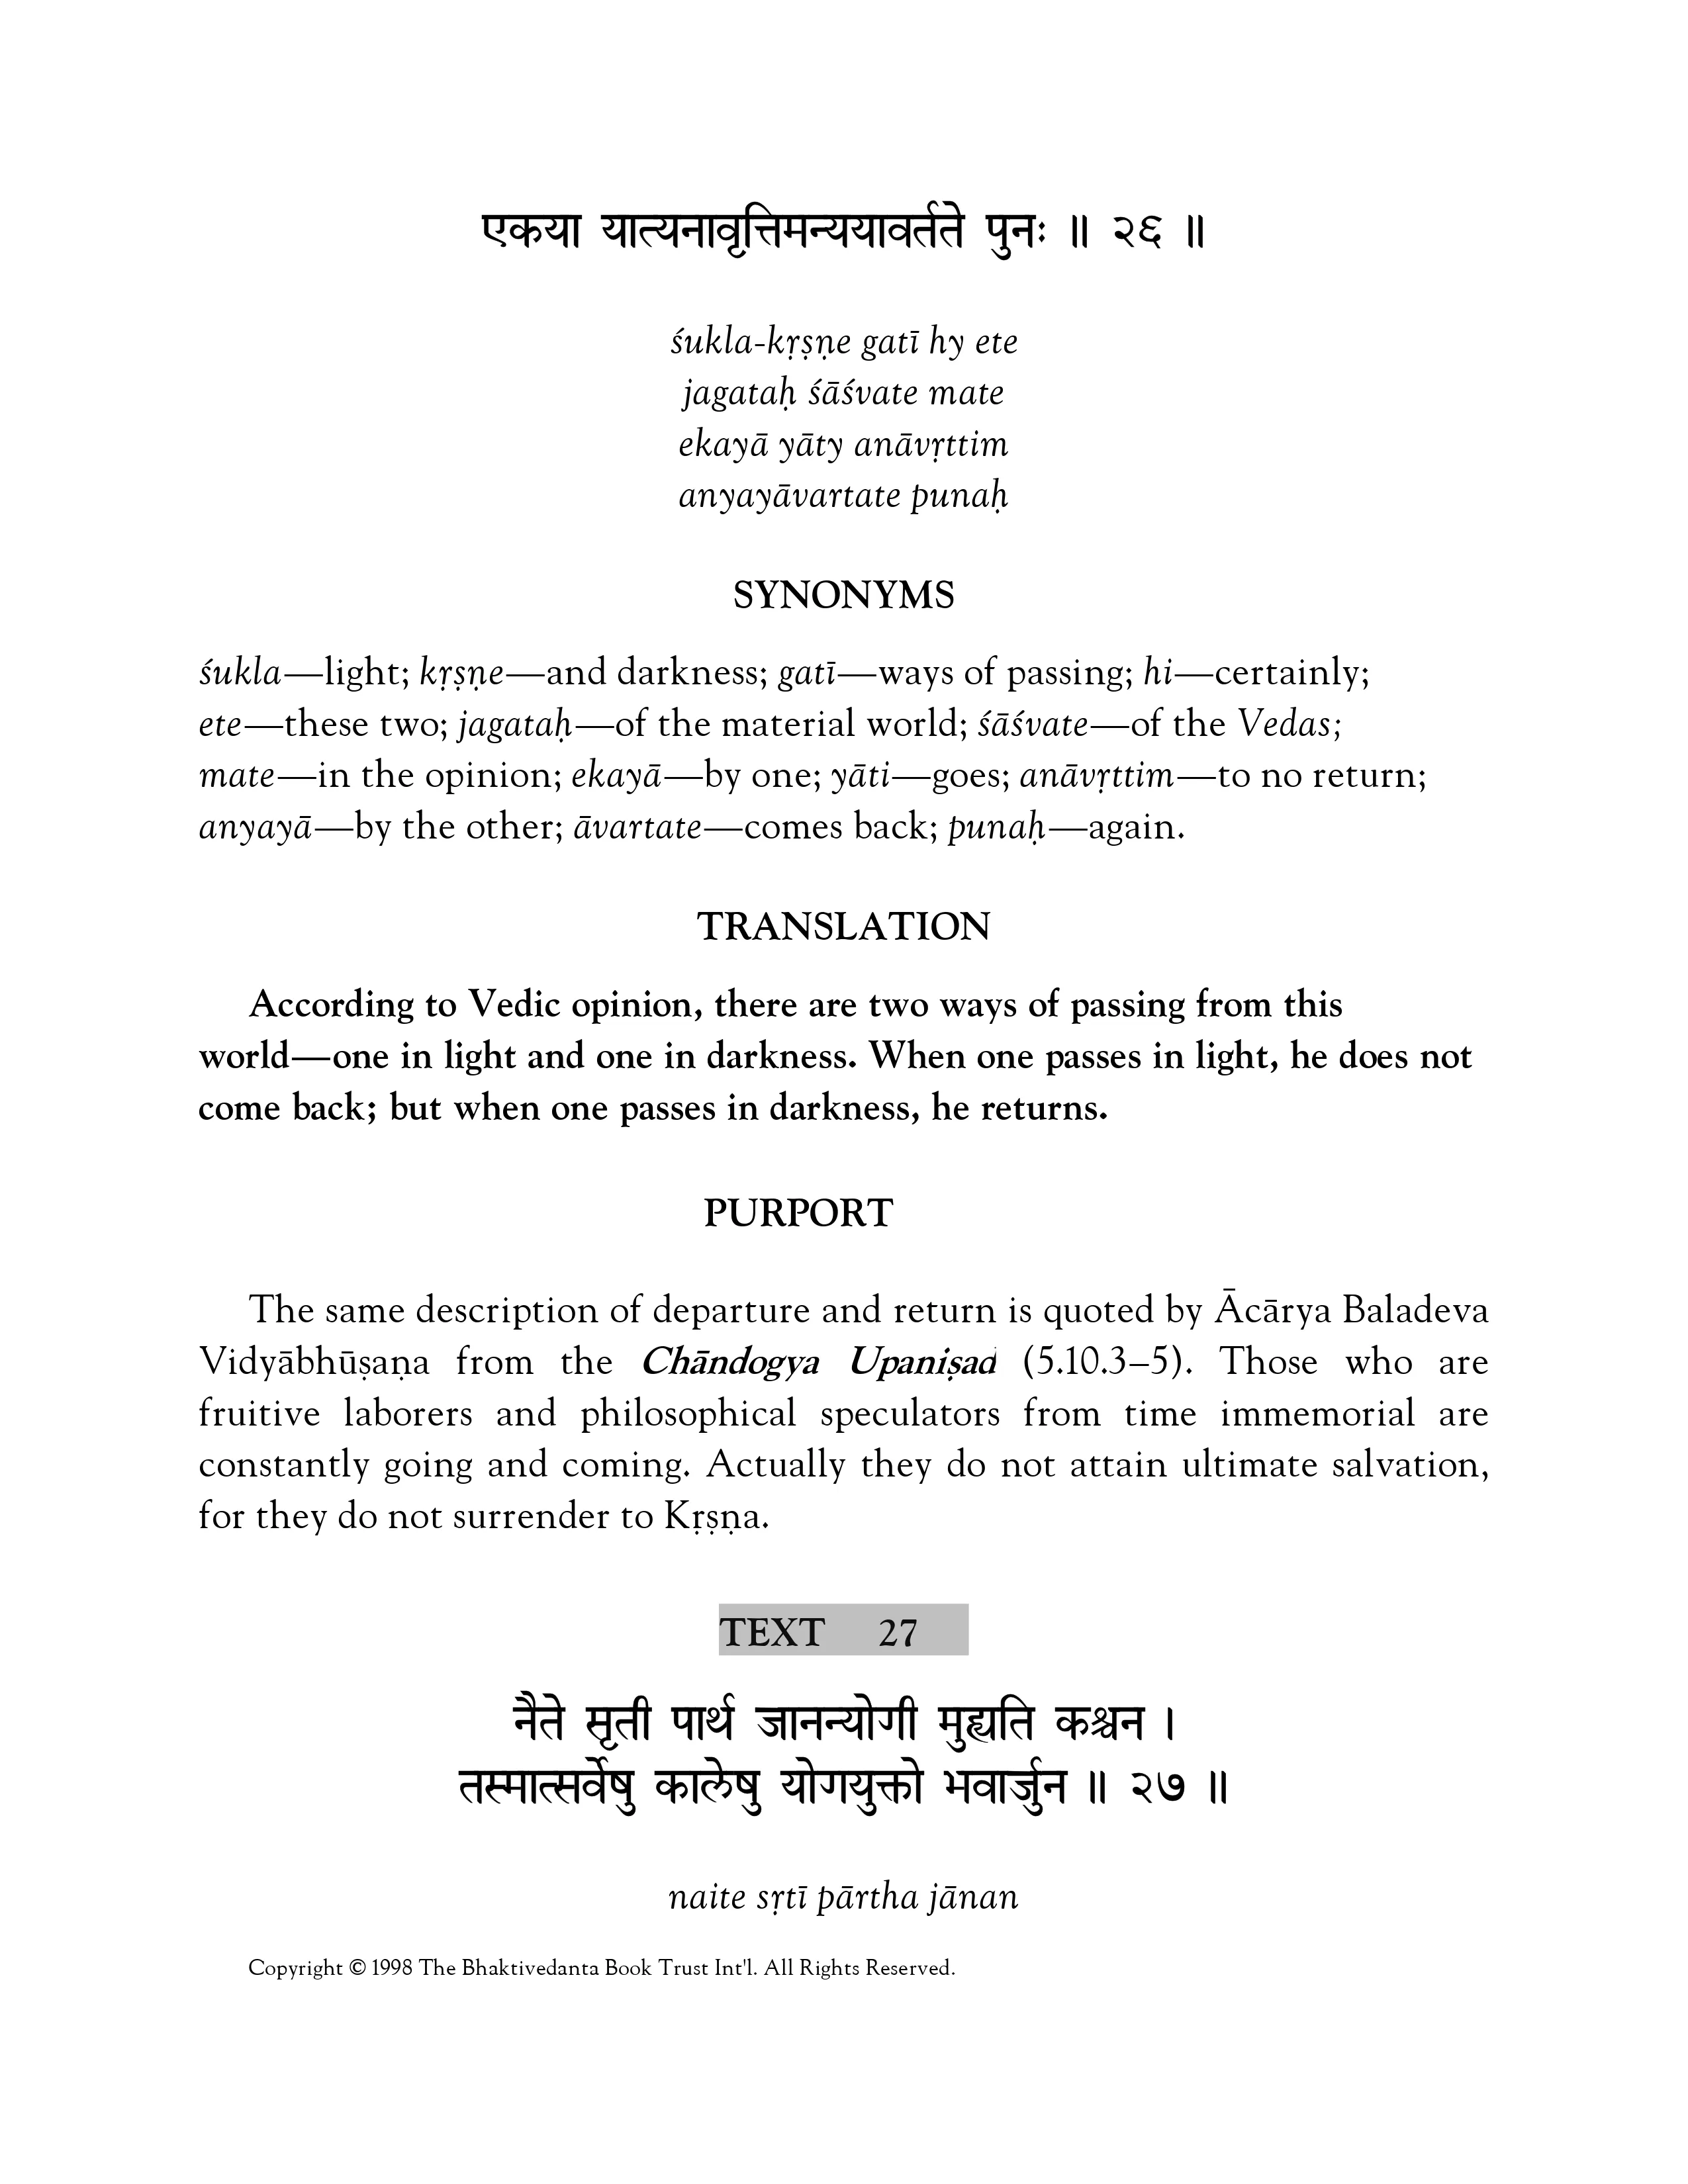 एकया यात्यनावृत्तिमन्ययावर्तते पुनः ॥ २६ ॥
śukla-kṛṣṇe gatī hy ete
jagataḥ śāśvate mate
ekayā yāty anāvṛttim
anyayāvartate punaḥ
SYNONYMS
śukla—light; kṛṣṇe—and darkness; gatī—ways of passing; hi—certainly;
ete—these two; jagataḥ—of the material world; śāśvate—of the Vedas;
mate—in the opinion; ekayā—by one; yāti—goes; anāvṛttim—to no return;
anyayā—by the other; āvartate—comes back; punaḥ—again.
TRANSLATION
According to Vedic opinion, there are two ways of passing from this
world—one in light and one in darkness. When one passes in light, he does not
come back; but when one passes in darkness, he returns.
PURPORT
The same description of departure and return is quoted by Ācārya Baladeva
Vidyābhūṣaṇa from the Chāndogya Upaniṣad (5.10.3–5). Those who are
fruitive laborers and philosophical speculators from time immemorial are
constantly going and coming. Actually they do not attain ultimate salvation,
for they do not surrender to Kṛṣṇa.
TEXT 27
नैते सृती पार्थ जानन्योगी मुह्यति कश्चन ।
तस्मात्सर्वेषु कालेषु योगयुक्तो भवार्जुन ॥ २७ ॥
naite sṛtī pārtha jānan
Copyright © 1998 The Bhaktivedanta Book Trust Int'l. All Rights Reserved.